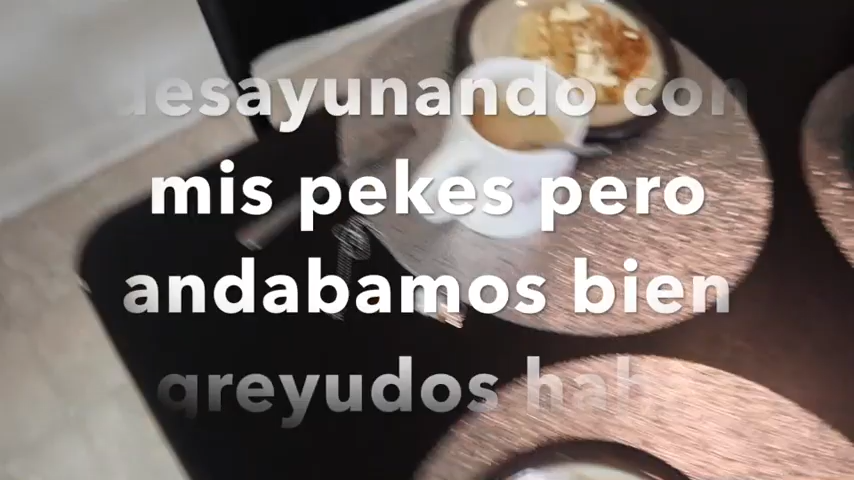 desayunando con
mis pekes pero
andabamos bien
greyudos